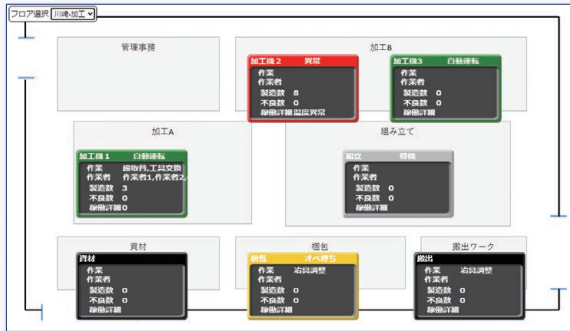 フロア選択 川崎-加工
管理事務
加工B
加工機2 異常
作業
作業者
製造数 8
不良数 0
稼働詳細 温度異常
加工機3 自動運転
作業
作業者
製造数 0
不良数 0
稼働詳細
加工A
組み立て
加工機1 自動運転
作業 段取替,工具交換
作業者 作業者1,作業者2,
製造数 3
不良数 0
稼働詳細0
組立 待機
作業
作業者
製造数 0
不良数 0
稼働詳細
資材
梱包
搬出ワーク
資材
作業
作業者
製造数 0
不良数 0
稼働詳細
梱包 オペ待ち
作業 治具調整
作業者
製造数 0
不良数 0
稼働詳細
搬出
作業 治具調整
作業者
製造数 0
不良数 0
稼働詳細